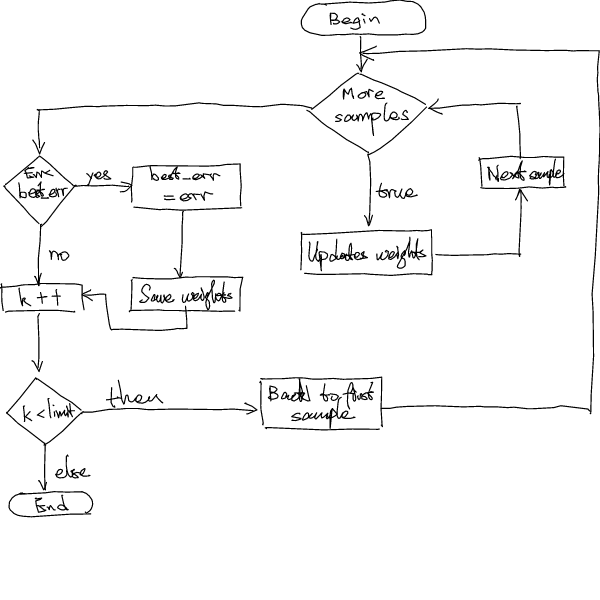 Begin
More
samples
Err<
best_err
yes
best_err
= err
Next sample
true
no
Updates weights
k++
Save weights
k < limit
then
Back to first
sample
else
End